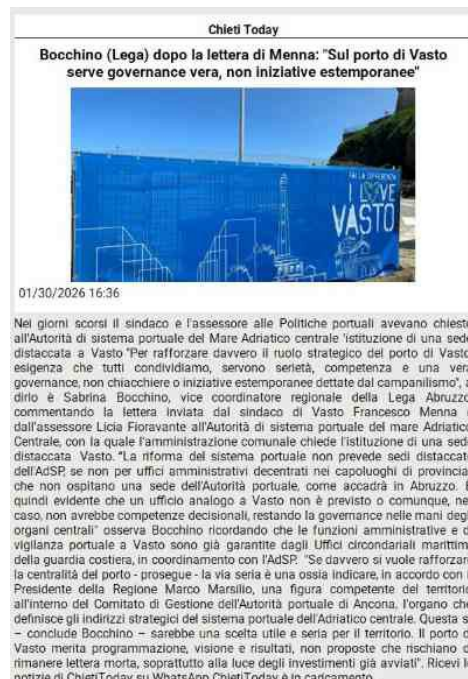 Chieti Today
Bocchino (Lega) dopo la lettera di Menna: "Sul porto di Vasto
serve governance vera, non iniziative estemporanee"
FAI LA DIFFERENZA
I LOVE
VASTO
01/30/2026 16:36
Nei giorni scorsi il sindaco e l'assessore alle Politiche portuali avevano chiesto
all'Autorità di sistema portuale del Mare Adriatico centrale 'istituzione di una sede
distaccata a Vasto "Per rafforzare davvero il ruolo strategico del porto di Vasto,
esigenza che tutti condividiamo, servono serietà, competenza e una vera
governance, non chiacchiere o iniziative estemporanee dettate dal campanilismo", a
dirlo è Sabrina Bocchino, vice coordinatore regionale della Lega Abruzzo,
commentando la lettera inviata dal sindaco di Vasto Francesco Menna
dall'assessore Licia Fioravante all'Autorità di sistema portuale del mare Adriatico
Centrale, con la quale l'amministrazione comunale chiede l'istituzione di una sede
distaccata Vasto. "La riforma del sistema portuale non prevede sedi distaccate
dell'AdSP, se non per uffici amministrativi decentrati nei capoluoghi di provincia,
che non ospitano una sede dell'Autorità portuale, come accadrà in Abruzzo.
quindi evidente che un ufficio analogo a Vasto non è previsto o comunque, nel
caso, non avrebbe competenze decisionali, restando la governance nelle mani degli
organi centrali" osserva Bocchino ricordando che le funzioni amministrative e di
vigilanza portuale a Vasto sono già garantite dagli Uffici circondariali marittimi
della guardia costiera, in coordinamento con l'AdSP. "Se davvero si vuole rafforzare
la centralità del porto - prosegue - la via seria è una ossia indicare, in accordo con il
Presidente della Regione Marco Marsilio, una figura competente del territorio
all'interno del Comitato di Gestione dell'Autorità portuale di Ancona, l'organo che
definisce gli indirizzi strategici del sistema portuale dell'Adriatico centrale. Questa sì
– conclude Bocchino – sarebbe una scelta utile e seria per il territorio. Il porto di
Vasto merita programmazione, visione e risultati, non proposte che rischiano di
rimanere lettera morta, soprattutto alla luce degli investimenti già avviati". Ricevi le
notizie di ChietiToday su WhatsApp ChietiToday è in caricamento